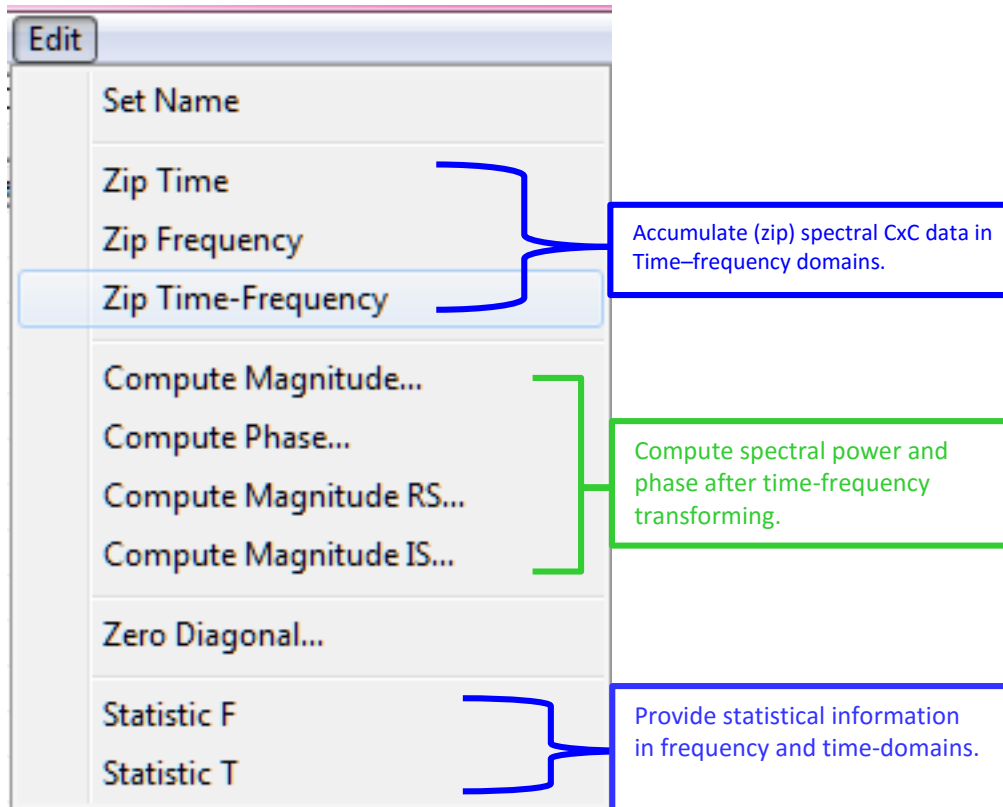 Edit
Set Name
Zip Time
Zip Frequency
Zip Time-Frequency
Accumulate (zip) spectral CxC data in
Time–frequency domains.
Compute Magnitude...
Compute Phase...
Compute Magnitude RS...
Compute Magnitude IS...
Compute spectral power and
phase after time-frequency
transforming.
Zero Diagonal...
Statistic F
Statistic T
Provide statistical information
in frequency and time-domains.